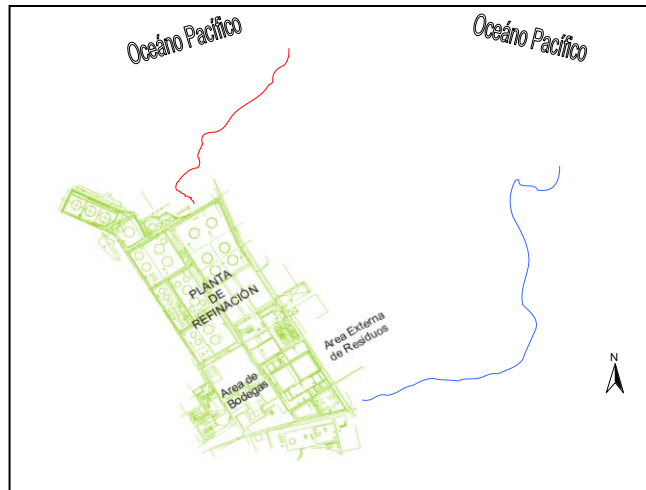 Oceáno Pacífico
Oceáno Pacífico
PLANTA
DE
REFINACIÓN
Area Externa
de Residuos
Area de
Bodegas
N